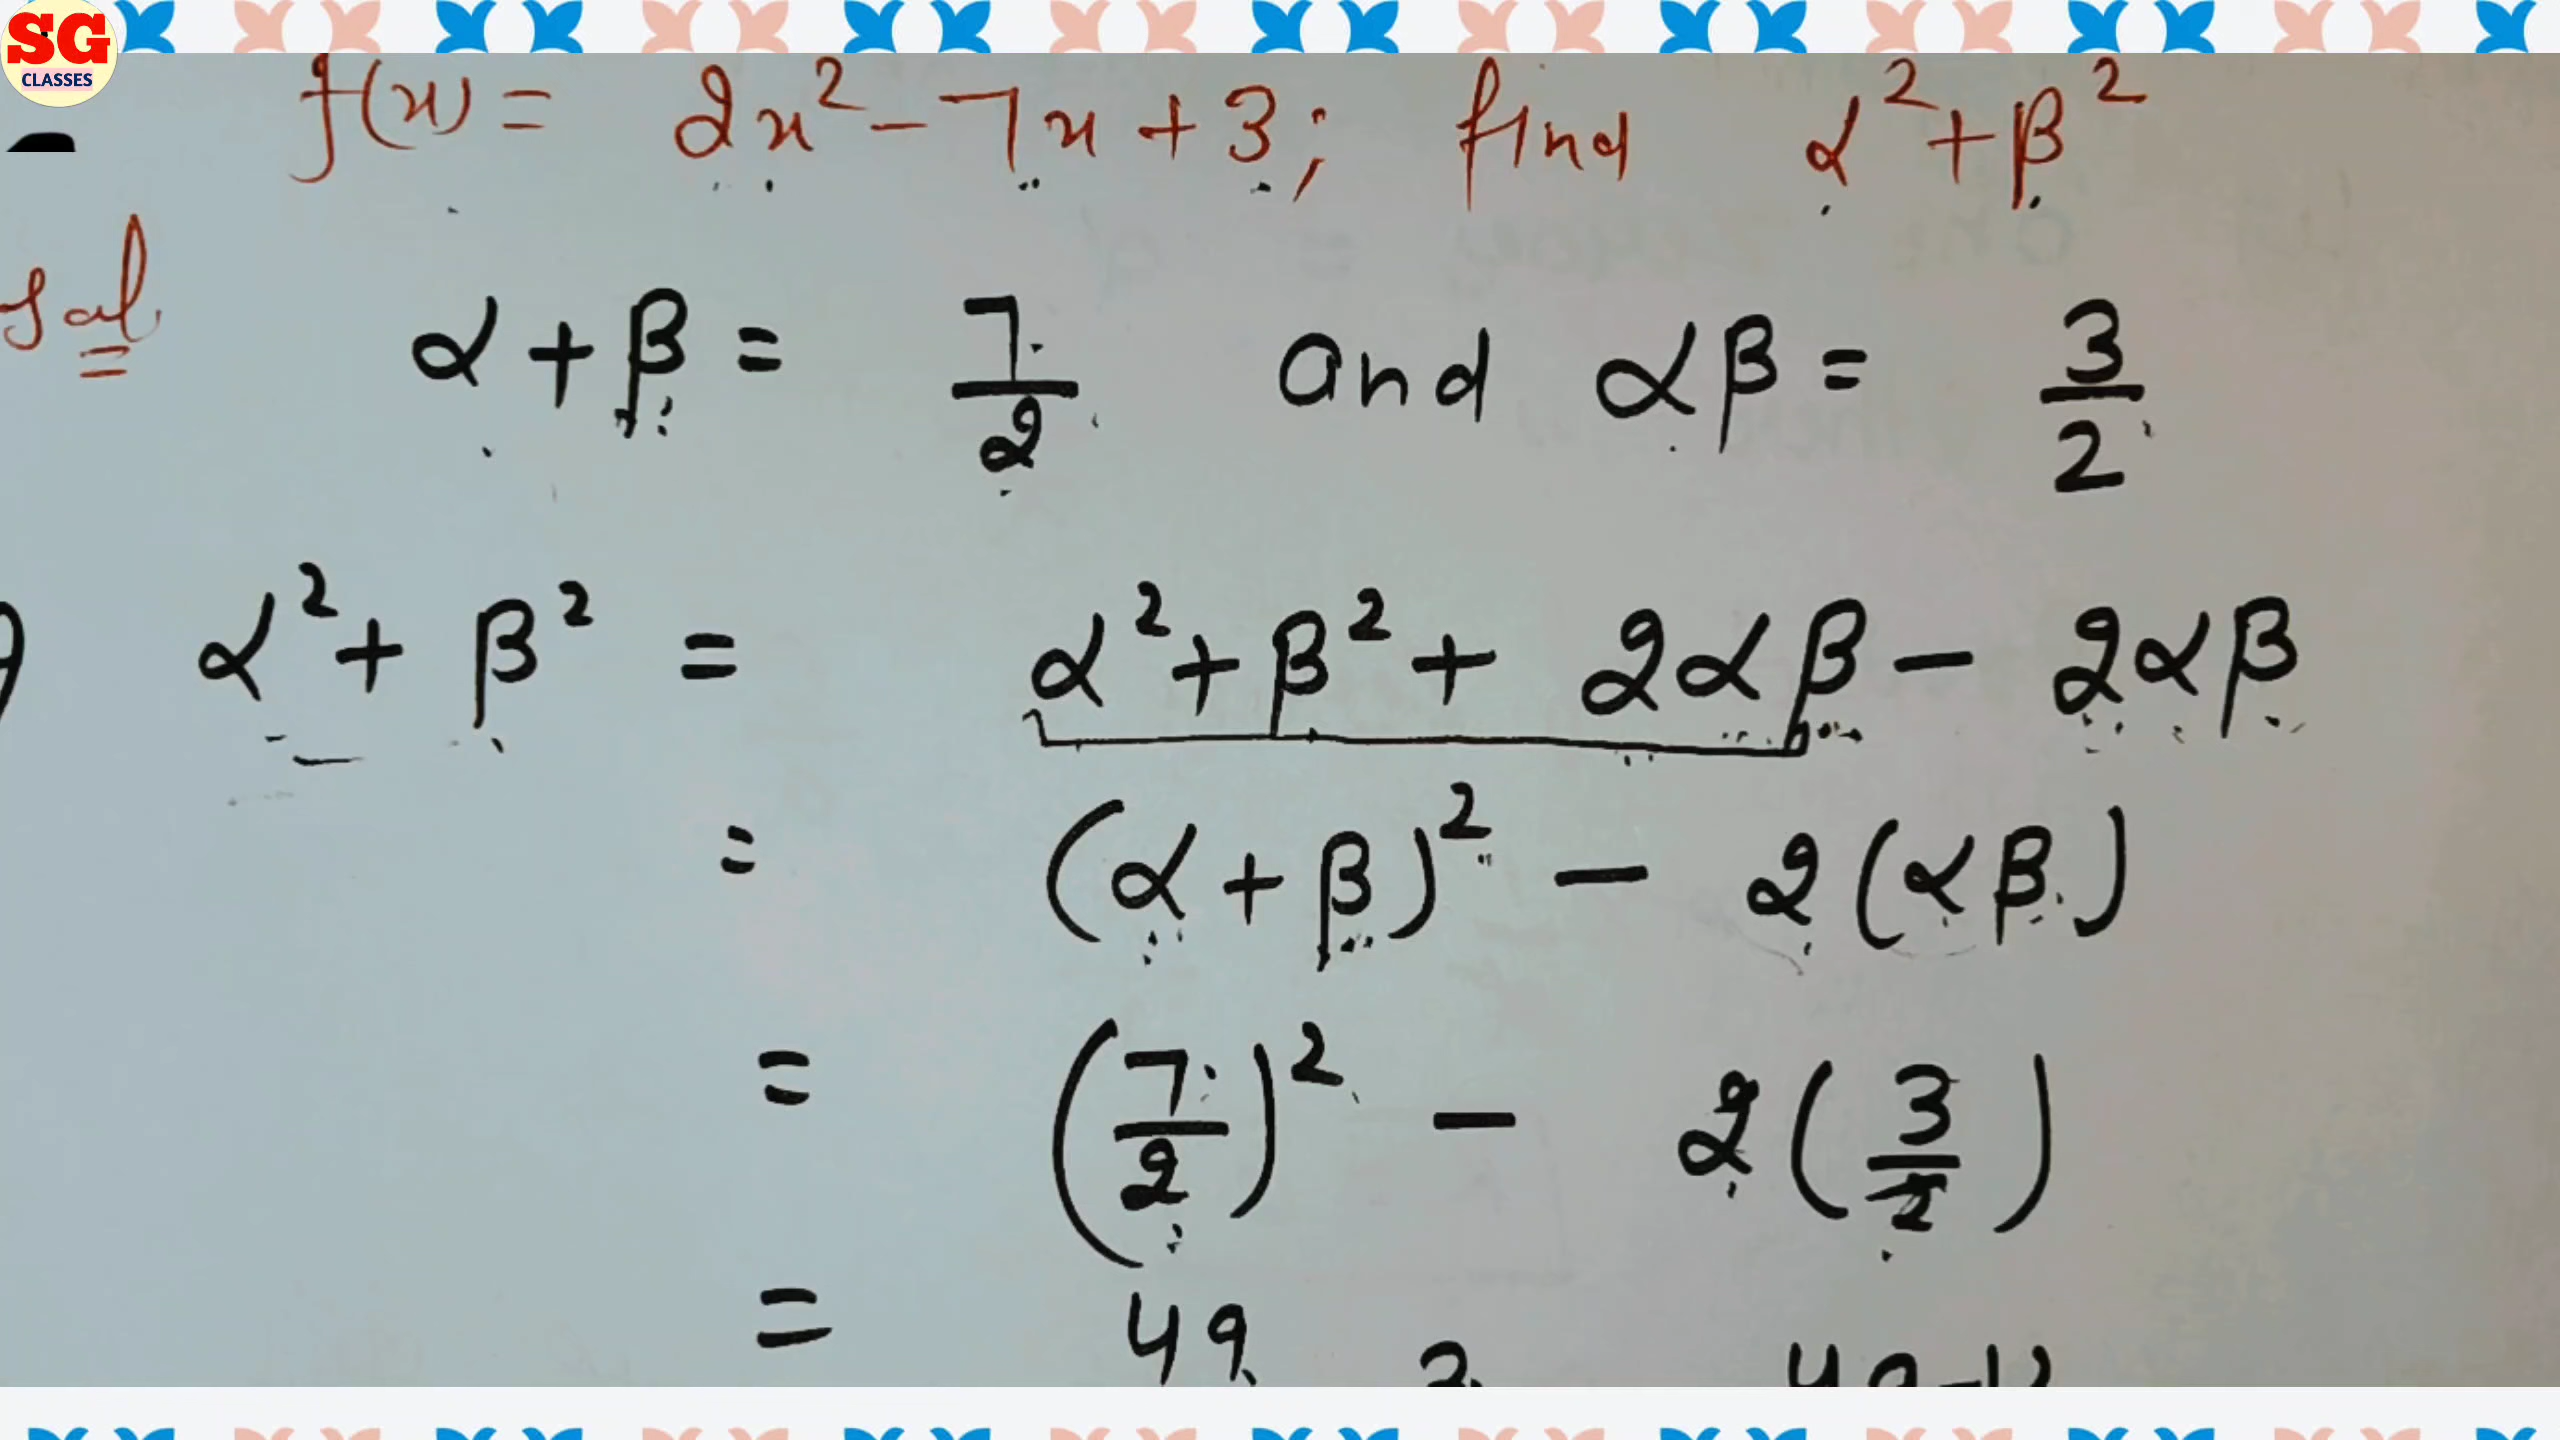 SG
CLASSES
f(x) = 2x² - 7x + 3; find α² + β²
Sol.
α + β = 7/2 and αβ = 3/2
α² + β² = α² + β² + 2αβ - 2αβ
= (α + β)² - 2(αβ)
= (7/2)² - 2(3/2)
= 49